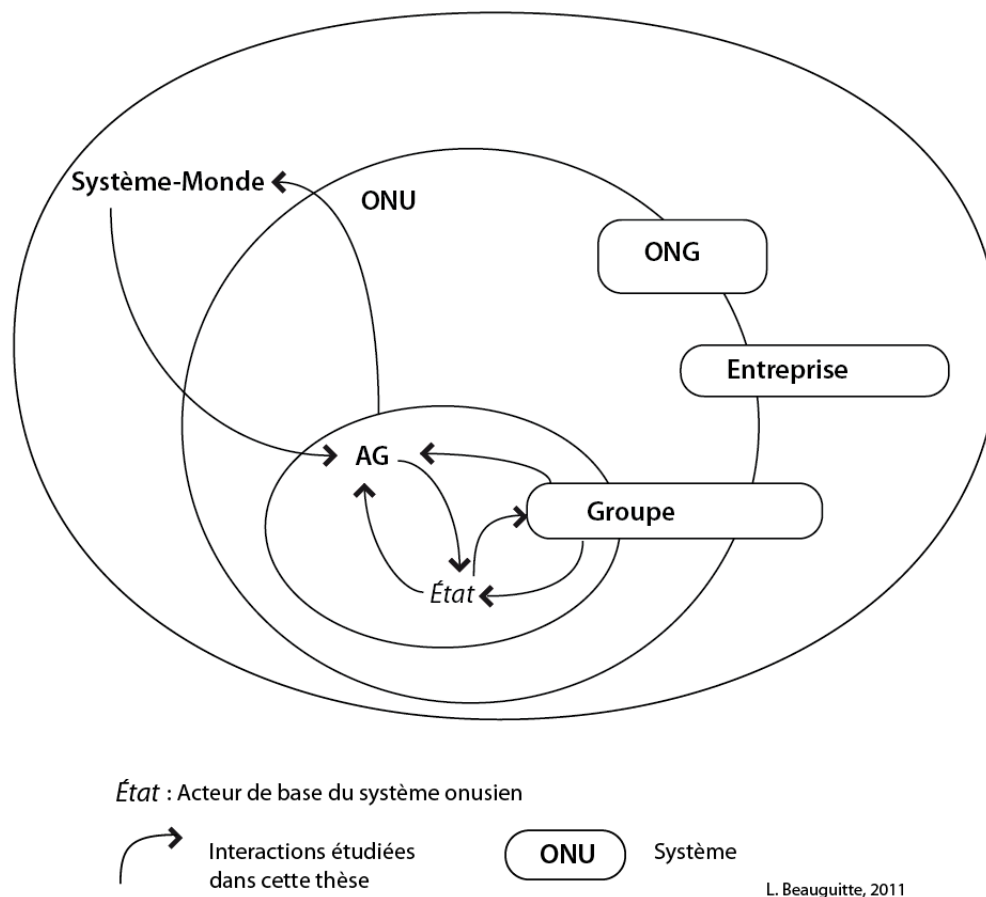 Système-Monde
ONU
ONG
Entreprise
AG
Groupe
État
État : Acteur de base du système onusien
Interactions étudiées
dans cette thèse
ONU
Système
L. Beauguitte, 2011